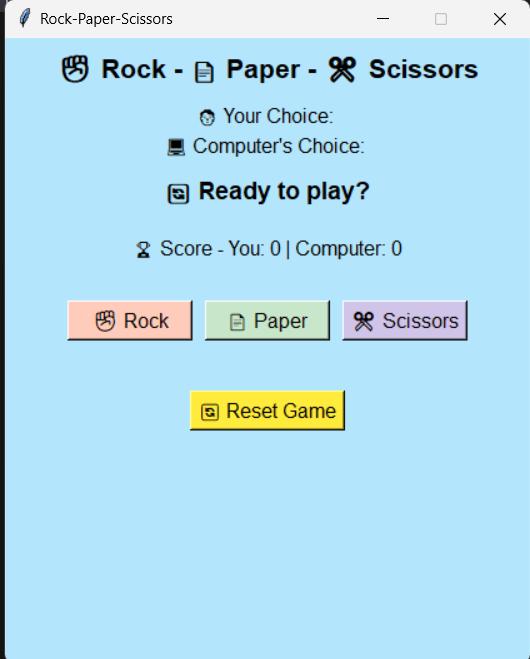 Rock-Paper-Scissors
✊ Rock - 📄 Paper - ✂ Scissors
🧑 Your Choice:
💻 Computer's Choice:
🔄 Ready to play?
🏆 Score - You: 0 | Computer: 0
✊ Rock 📄 Paper ✂ Scissors
🔄 Reset Game